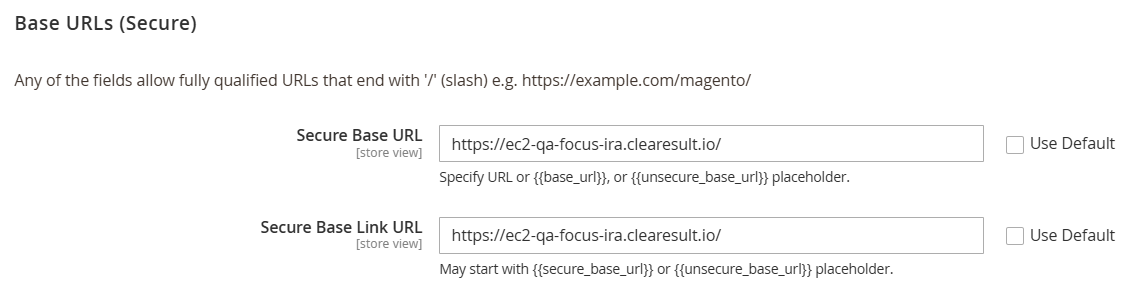 Base URLs (Secure)
Any of the fields allow fully qualified URLs that end with '/' (slash) e.g. https://example.com/magento/
Secure Base URL
[store view]
https://ec2-qa-focus-ira.clearesult.io/
Use Default
Specify URL or {{base_url}}, or {{unsecure_base_url}} placeholder.
Secure Base Link URL
[store view]
https://ec2-qa-focus-ira.clearesult.io/
Use Default
May start with {{secure_base_url}} or {{unsecure_base_url}} placeholder.